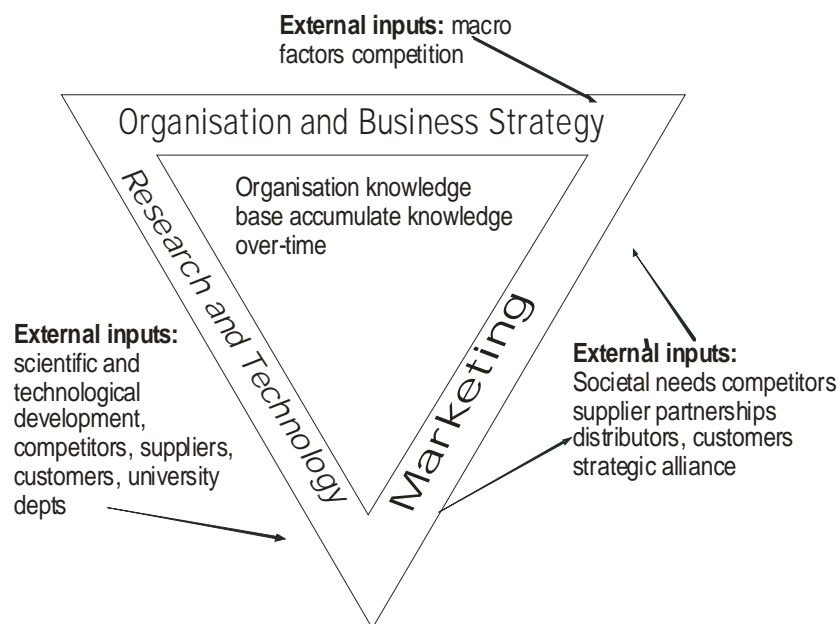 External inputs: macro
factors competition
Organisation and Business Strategy
Organisation knowledge
base accumulate knowledge
over-time
Research and Technology
Marketing
External inputs:
scientific and
technological
development,
competitors, suppliers,
customers, university
depts
External inputs:
Societal needs competitors
supplier partnerships
distributors, customers
strategic alliance